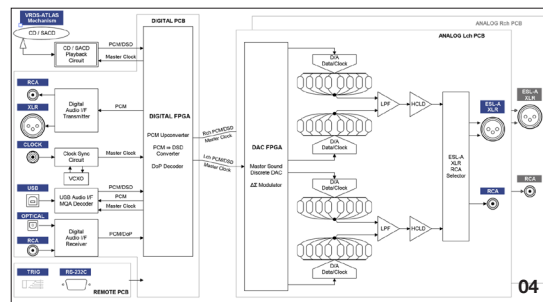 VRDS-ATLAS
Mechanism
CD / SACD
CD / SACD
Playback
Circuit
PCM/DSD
Master Clock
DIGITAL PCB
RCA
XLR
Digital
Audio I/F
Transmitter
PCM
CLOCK
Clock Sync
Circuit
Master Clock
VCXO
USB
USB Audio I/F
MQA Decoder
PCM/DSD
PCM
Master Clock
OPTICAL
RCA
Digital
Audio I/F
Receiver
PCM/DoP
TRIG
RS-232C
REMOTE PCB
DIGITAL FPGA
PCM Upconverter
PCM ⇔ DSD
Converter
DoP Decoder
Rch PCM/DSD
Master Clock
Lch PCM/DSD
Master Clock
ANALOG Rch PCB
ANALOG Lch PCB
DAC FPGA
Master Sound
Discrete DAC
ΔΣ Modulator
D/A
Data/Clock
D/A
Data/Clock
D/A
Data/Clock
D/A
Data/Clock
LPF
HCLD
LPF
HCLD
ESL-A
XLR
RCA
Selector
ESL-A
XLR
RCA
ESL-A
XLR
RCA
04